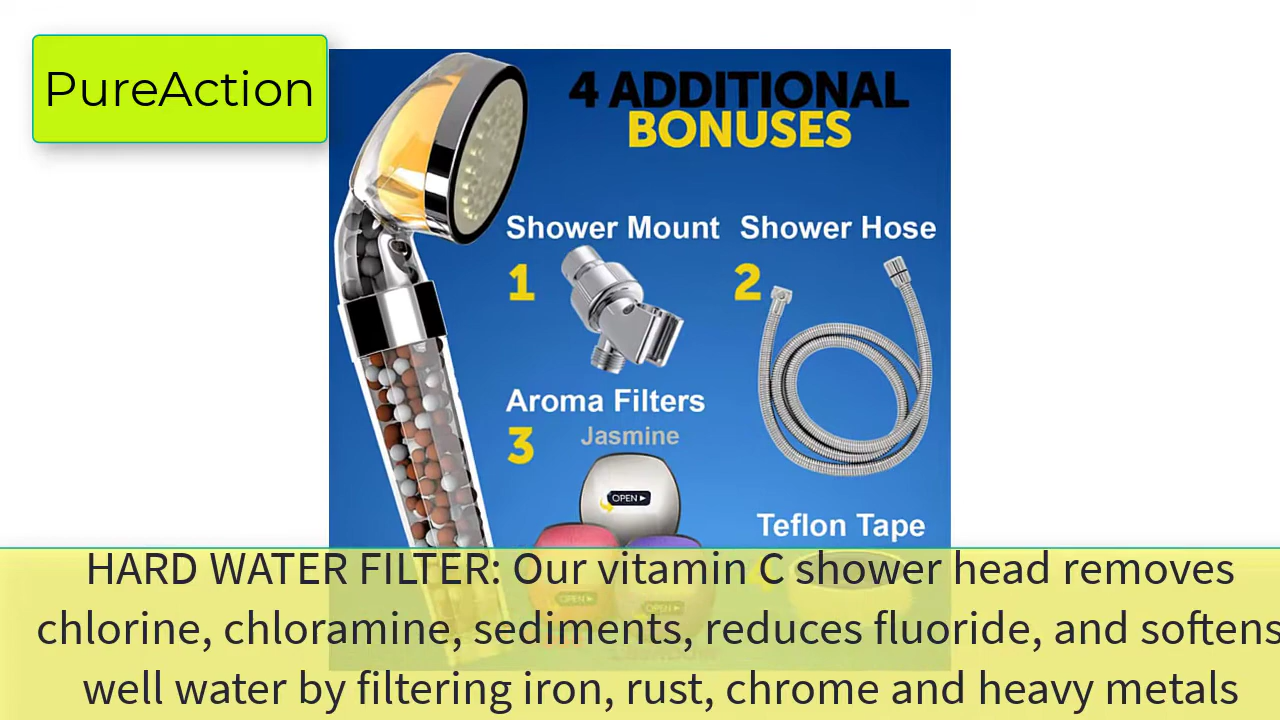 PureAction
4 ADDITIONAL
BONUSES
Shower Mount
Shower Hose
1
2
Aroma Filters
3
Jasmine
OPEN
Teflon Tape
OPEN
OPEN
HARD WATER FILTER: Our vitamin C shower head removes
chlorine, chloramine, sediments, reduces fluoride, and softens
well water by filtering iron, rust, chrome and heavy metals